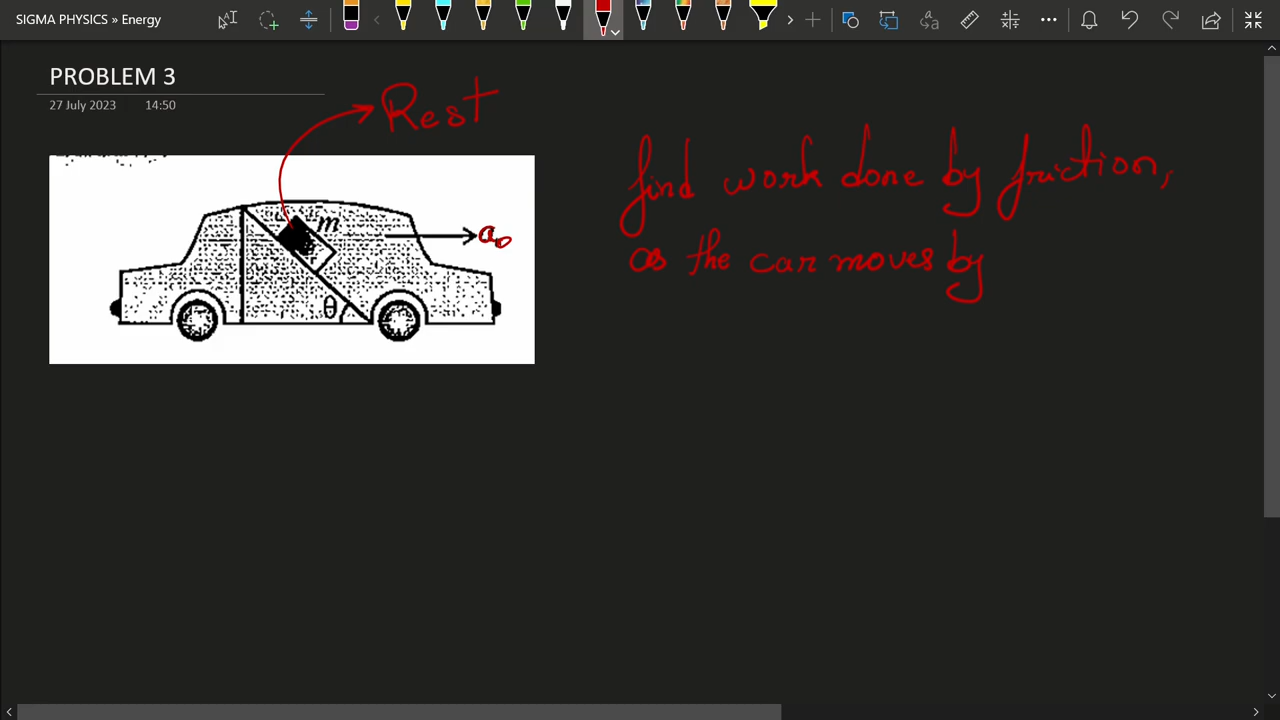 SIGMA PHYSICS » Energy
PROBLEM 3
27 July 2023 14:50
Rest
m
a₀
θ
find work done by friction,
as the car moves by